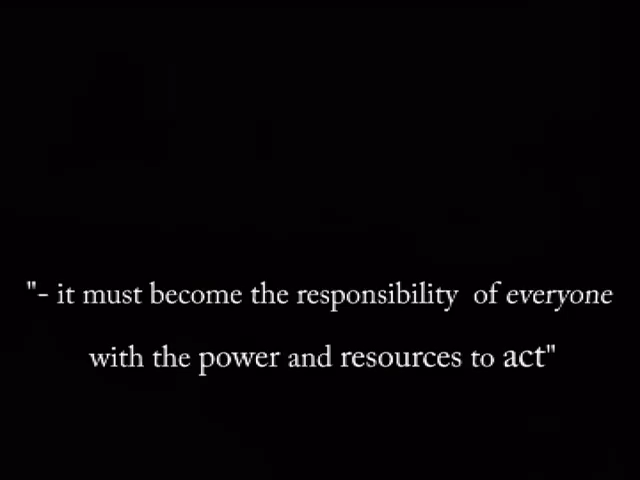 "- it must become the responsibility  of everyone
with the power and resources to act"